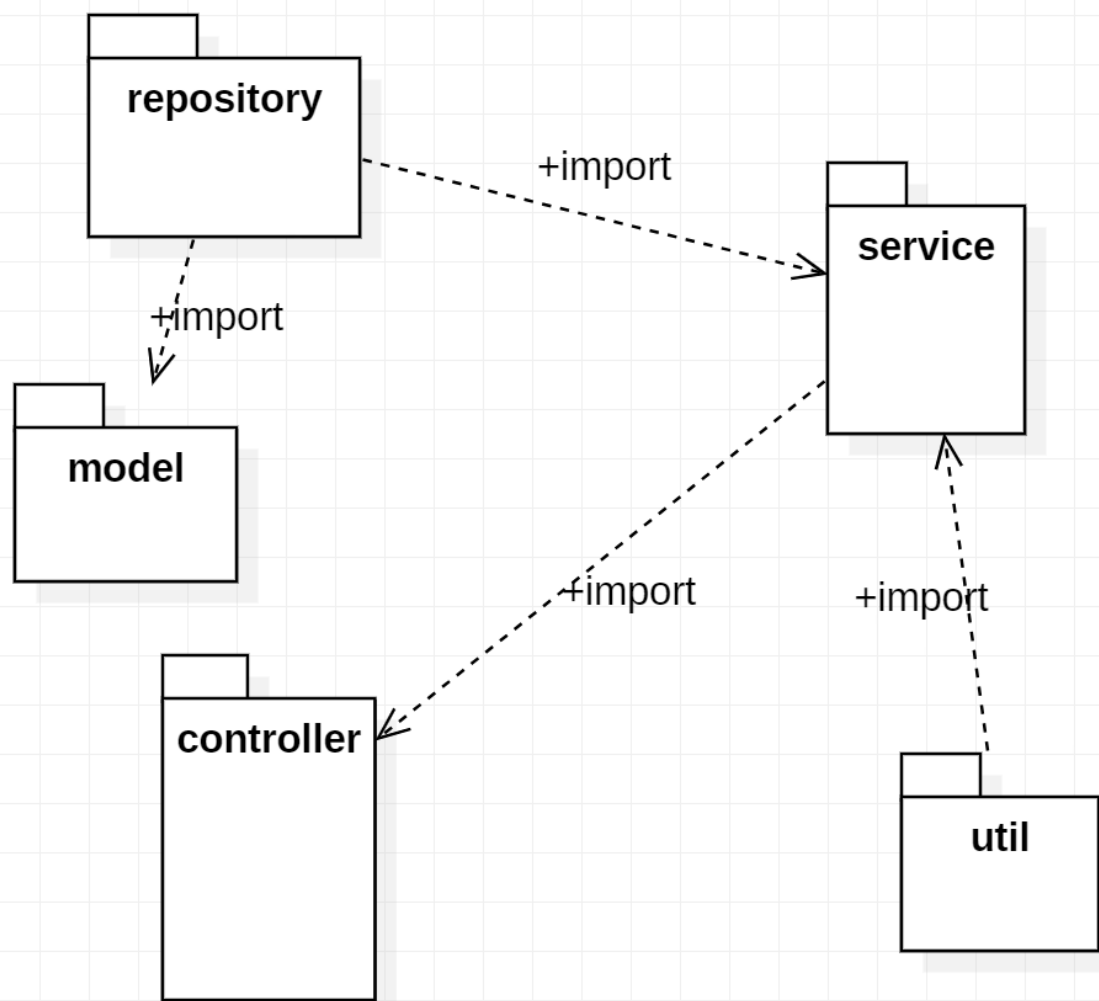 repository
+import
service
+import
model
+import
+import
controller
util